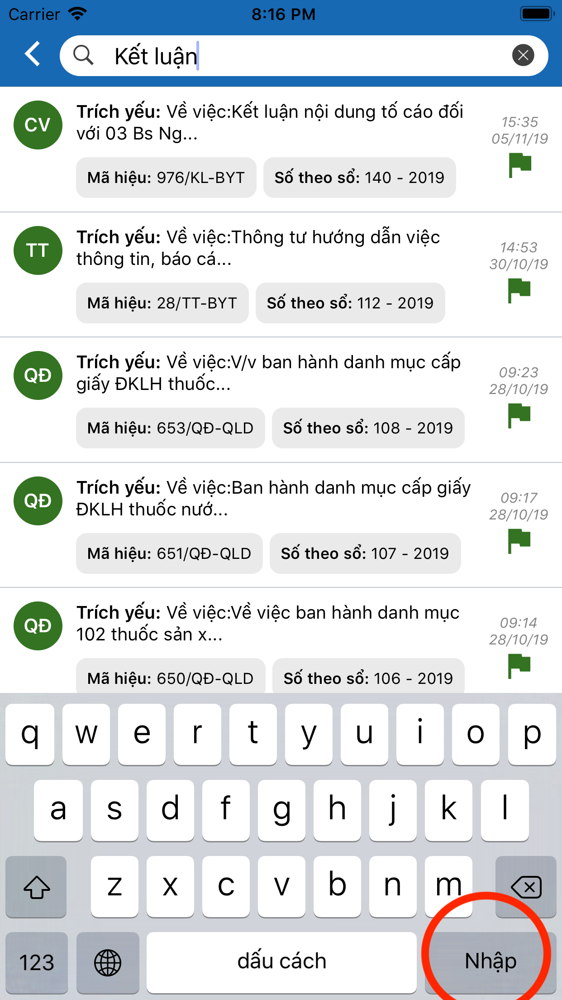 Carrier 8:16 PM
Kết luận
CV
Trích yếu: Về việc:Kết luận nội dung tố cáo đối
với 03 Bs Ng...
15:35
05/11/19
Mã hiệu: 976/KL-BYT Số theo sổ: 140 - 2019
TT
Trích yếu: Về việc:Thông tư hướng dẫn việc
thông tin, báo cá...
14:53
30/10/19
Mã hiệu: 28/TT-BYT Số theo sổ: 112 - 2019
QĐ
Trích yếu: Về việc:V/v ban hành danh mục cấp
giấy ĐKLH thuốc...
09:23
28/10/19
Mã hiệu: 653/QĐ-QLD Số theo sổ: 108 - 2019
QĐ
Trích yếu: Về việc:Ban hành danh mục cấp giấy
ĐKLH thuốc nướ...
09:17
28/10/19
Mã hiệu: 651/QĐ-QLD Số theo sổ: 107 - 2019
QĐ
Trích yếu: Về việc:Về việc ban hành danh mục
102 thuốc sản x...
09:14
28/10/19
Mã hiệu: 650/QĐ-QLD Số theo sổ: 106 - 2019
q w e r t y u i o p
a s d f g h j k l
z x c v b n m
123 dấu cách Nhập